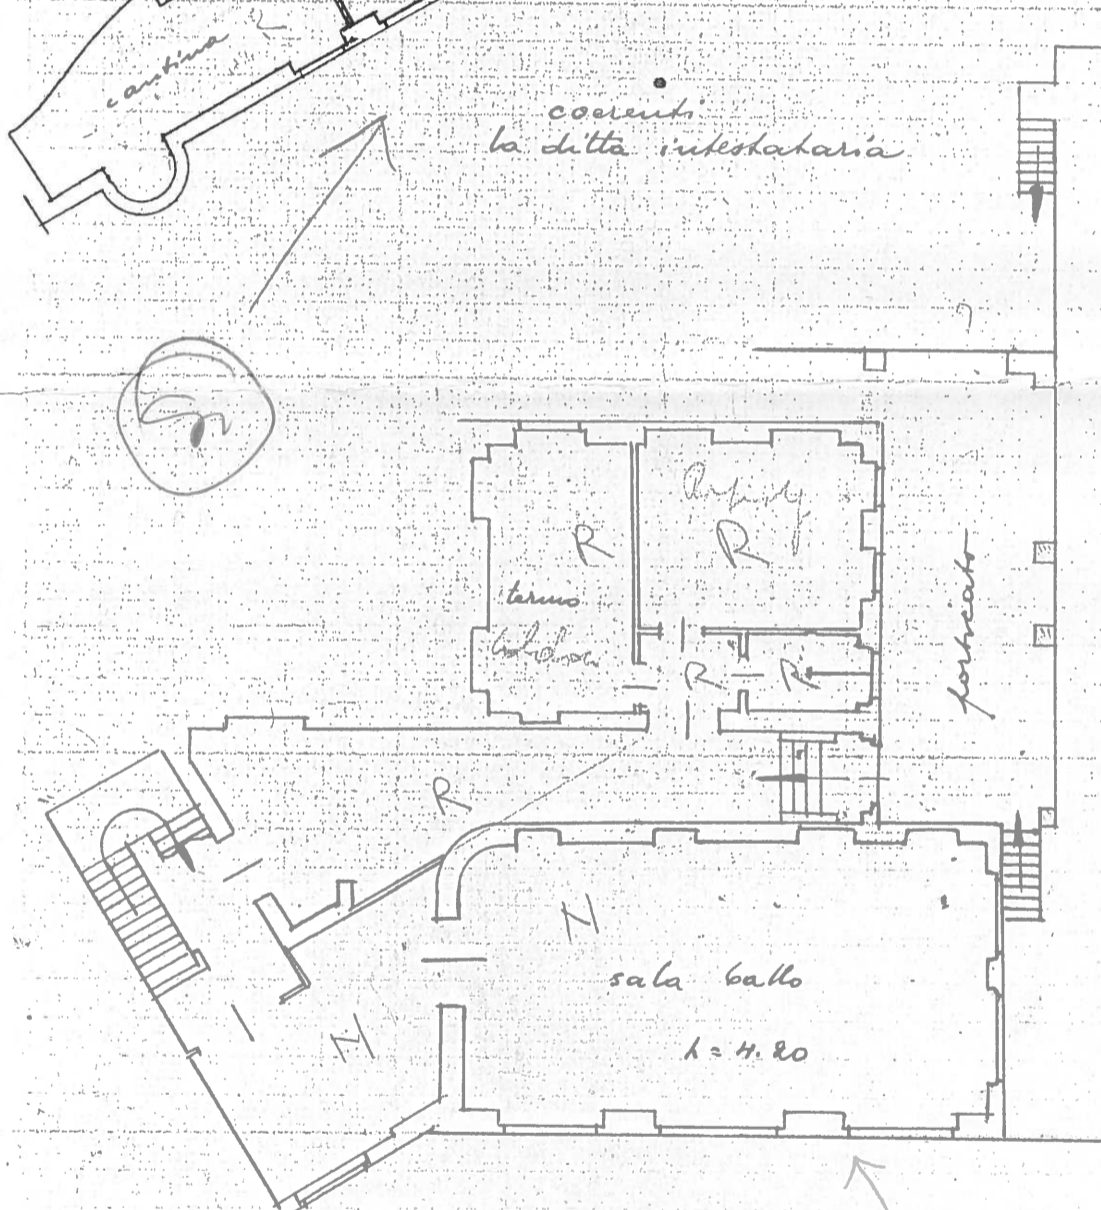 cantina R
coerenti
la ditta intestataria
R
R
termo
R
R
porticato
R
N
sala ballo
N
h = 4.20